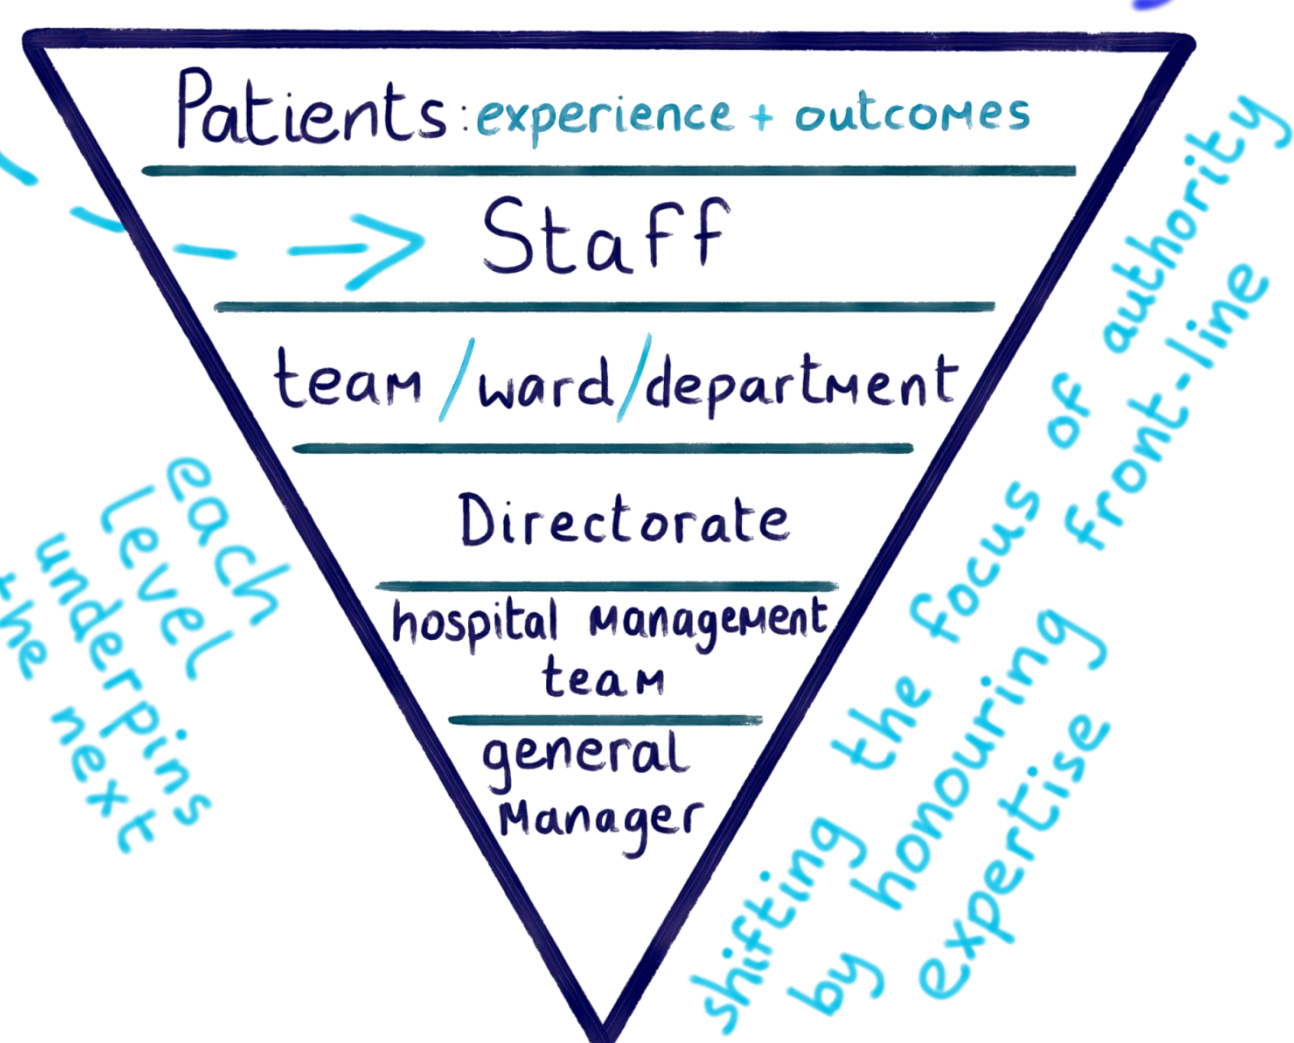 Patients: experience + outcomes
Staff
team/ward/department
Directorate
hospital management
team
general
manager
each
level
underpins
the next
shifting the focus of authority
by honouring front-line
expertise